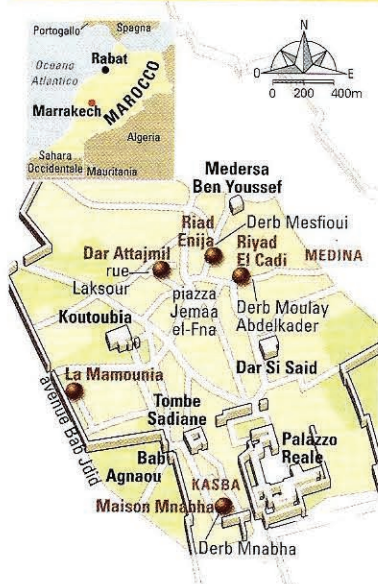 Portogallo
Spagna
Oceano
Atlantico
Rabat
Marrakech
MAROCCO
Algeria
Sahara
Occidentale
Mauritania
N
O
E
S
0 200 400m
Medersa
Ben Youssef
Riad
Enija
Derb Mesfioui
Dar Attajmil
Riyad
El Cadi
MEDINA
rue
Laksour
piazza
Jemaa
el-Fna
Derb Moulay
Abdelkader
Koutoubia
Dar Si Said
La Mamounia
avenue Bab Jdid
Tombe
Sadiane
Palazzo
Reale
Bab
Agnaou
KASBA
Maison Mnabha
Derb Mnabha